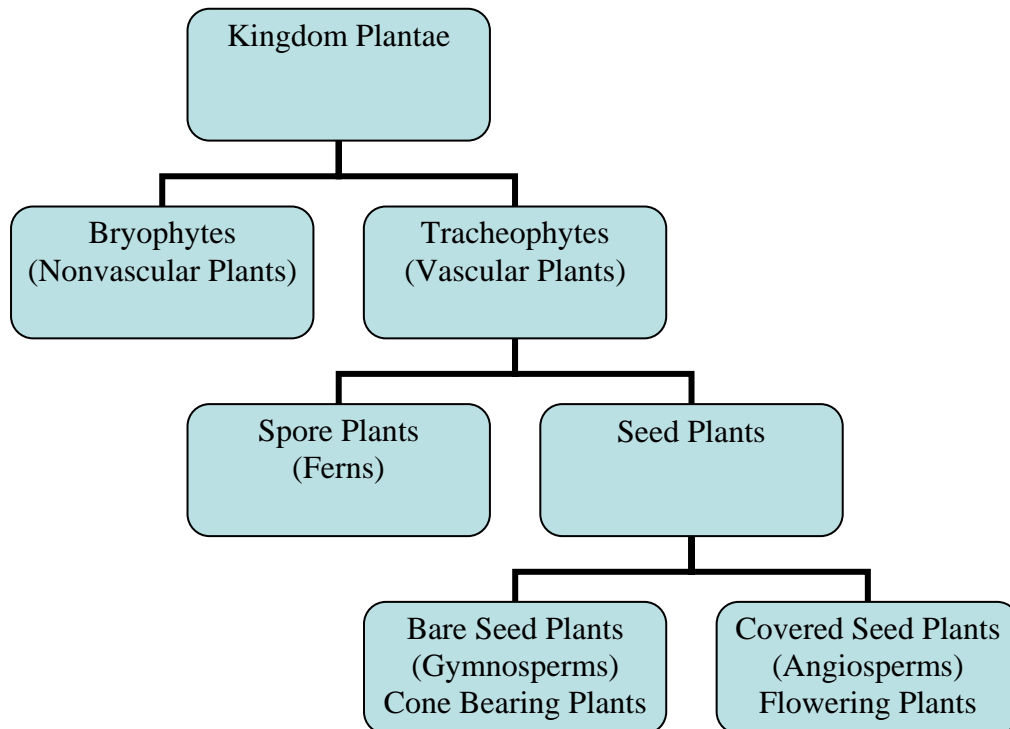 Kingdom Plantae
Bryophytes
(Nonvascular Plants)
Tracheophytes
(Vascular Plants)
Spore Plants
(Ferns)
Seed Plants
Bare Seed Plants
(Gymnosperms)
Cone Bearing Plants
Covered Seed Plants
(Angiosperms)
Flowering Plants